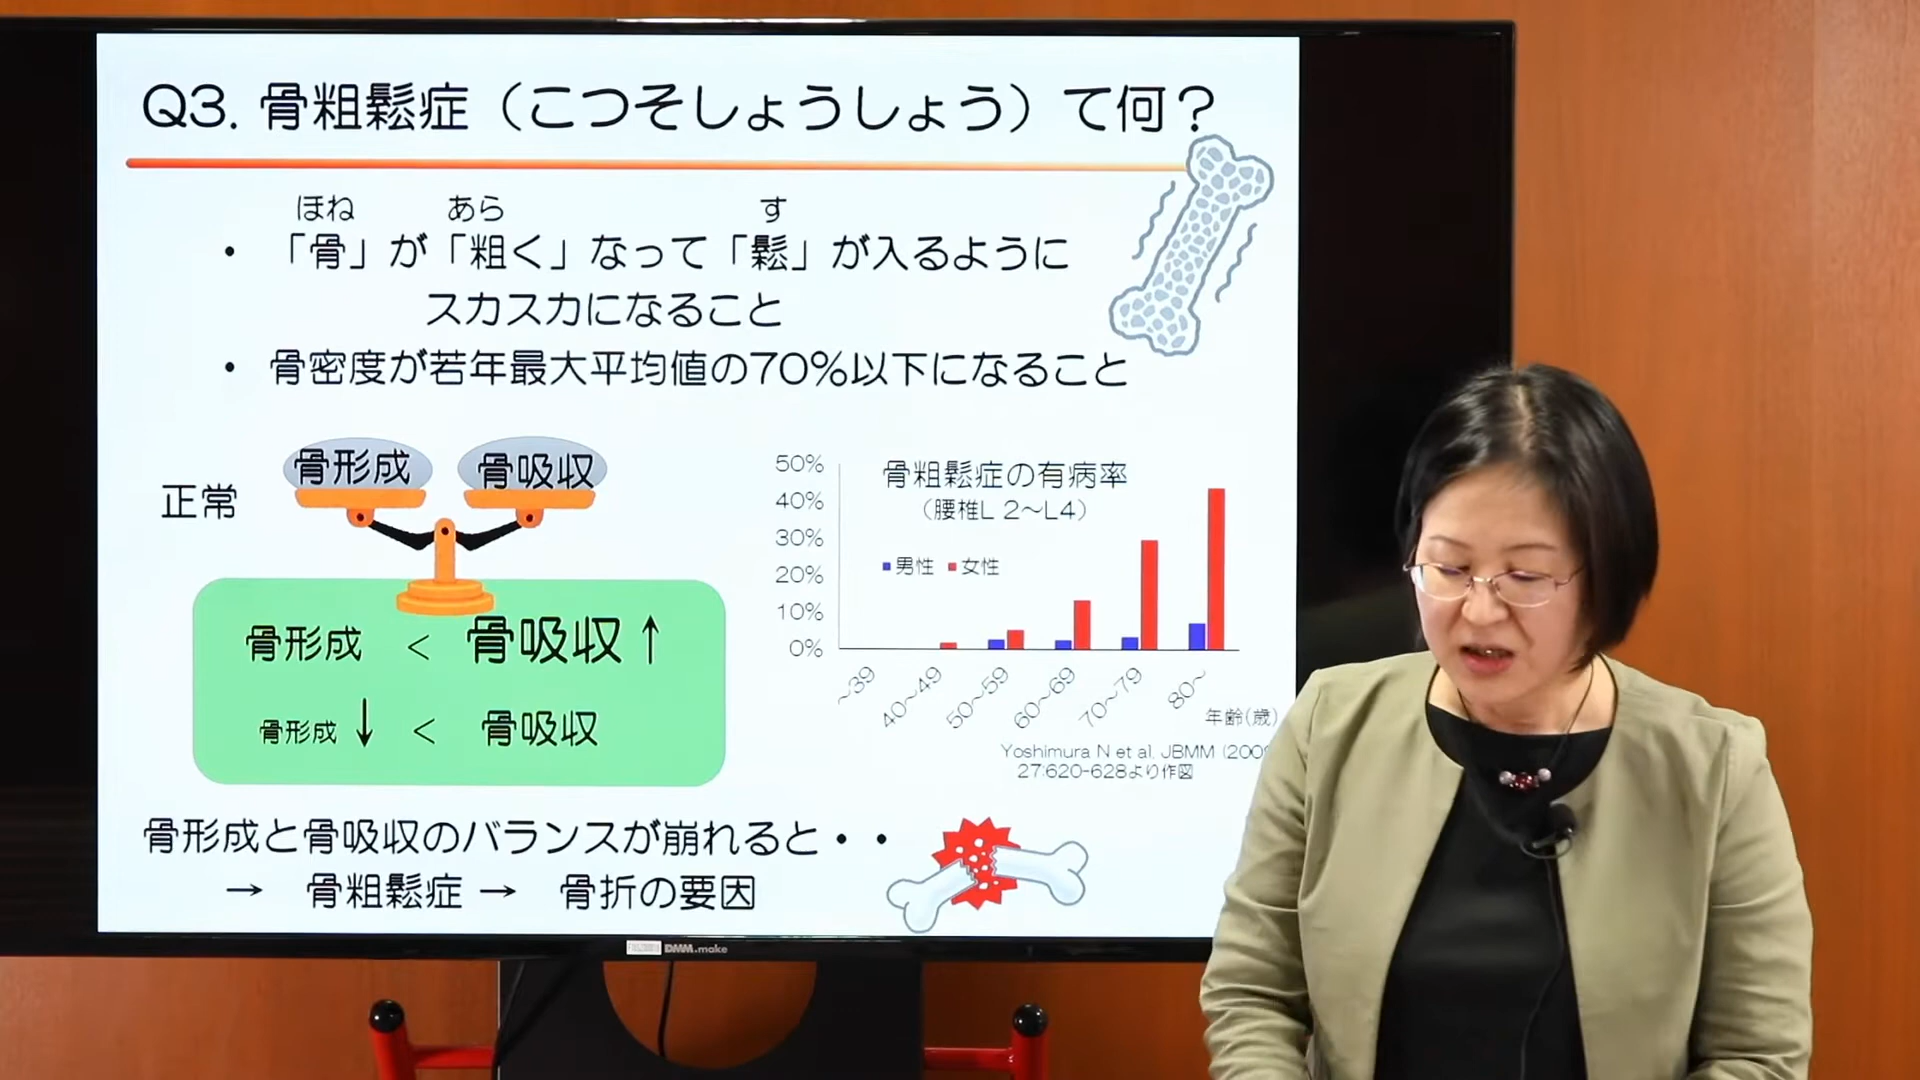 Q3. 骨粗鬆症（こつそしょうしょう）て何？
ほね あら す
・「骨」が「粗く」なって「鬆」が入るように
スカスカになること
・骨密度が若年最大平均値の70％以下になること
正常
骨形成 骨吸収
骨形成 < 骨吸収↑
骨形成↓ < 骨吸収
骨粗鬆症の有病率
（腰椎L 2～L4）
男性 女性
50%
40%
30%
20%
10%
0%
～39 40～49 50～59 60～69 70～79 80～
年齢(歳)
Yoshimura N et al. JBMM (200
27:620-628より作図
骨形成と骨吸収のバランスが崩れると・・
→ 骨粗鬆症 → 骨折の要因
DMM.make